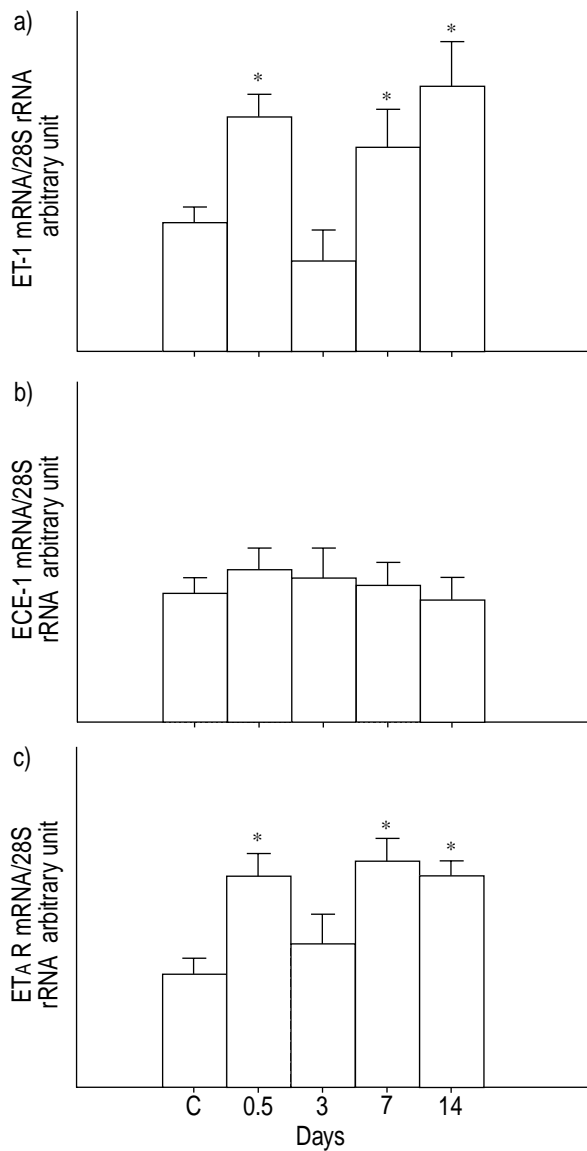 a)
ET-1 mRNA/28S rRNA
arbitrary unit
*
*
*
b)
ECE-1 mRNA/28S
rRNA arbitrary unit
c)
ETA R mRNA/28S
rRNA arbitrary unit
*
*
*
C 0.5 3 7 14
Days